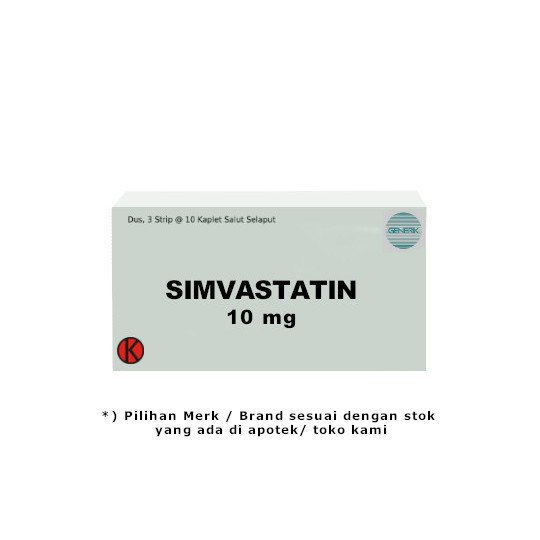 Dus, 3 Strip @ 10 Kaplet Salut Selaput
GENERIK
SIMVASTATIN
10 mg
K
*) Pilihan Merk / Brand sesuai dengan stok
yang ada di apotek/ toko kami